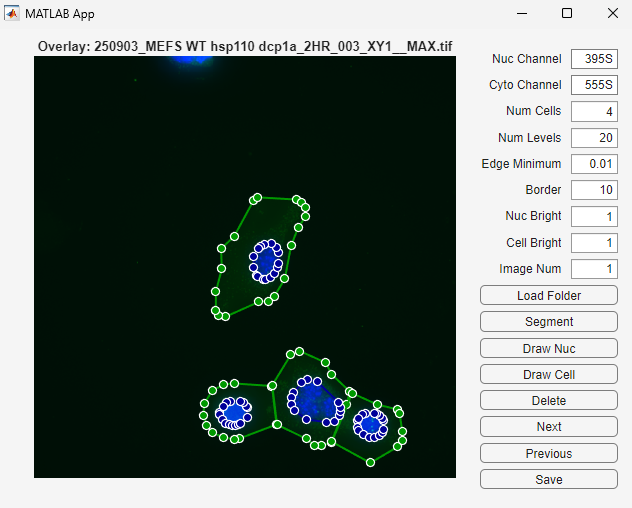 MATLAB App
Overlay: 250903_MEFS WT hsp110 dcp1a_2HR_003_XY1__MAX.tif
Nuc Channel 395S
Cyto Channel 555S
Num Cells 4
Num Levels 20
Edge Minimum 0.01
Border 10
Nuc Bright 1
Cell Bright 1
Image Num 1
Load Folder
Segment
Draw Nuc
Draw Cell
Delete
Next
Previous
Save